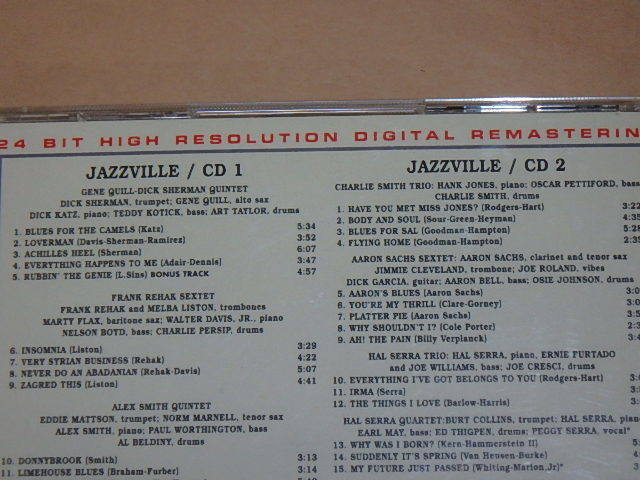 24 BIT HIGH RESOLUTION DIGITAL REMASTERIN
JAZZVILLE / CD 1
GENE QUILL-DICK SHERMAN QUINTET
DICK SHERMAN, trumpet; GENE QUILL, alto sax
DICK KATZ, piano; TEDDY KOTICK, bass; ART TAYLOR, drums
1. BLUES FOR THE CAMELS (Katz) 5:34
2. LOVERMAN (Davis-Sherman-Ramirez) 3:52
3. ACHILLES HEEL (Sherman) 6:07
4. EVERYTHING HAPPENS TO ME (Adair-Dennis) 3:47
5. RUBBIN' THE GENIE (L.Sins) BONUS TRACK 4:57
FRANK REHAK SEXTET
FRANK REHAK and MELBA LISTON, trombones
MARTY FLAX, baritone sax; WALTER DAVIS, JR., piano
NELSON BOYD, bass; CHARLIE PERSIP, drums
6. INSOMNIA (Liston) 3:29
7. VERY SYRIAN BUSINESS (Rehak) 4:22
8. NEVER DO AN ABADANIAN (Rehak-Davis) 5:07
9. ZAGRED THIS (Liston) 4:41
ALEX SMITH QUINTET
EDDIE MATTSON, trumpet; NORM MARNELL, tenor sax
ALEX SMITH, piano; PAUL WORTHINGTON, bass
AL BELDINY, drums
10. DONNYBROOK (Smith) 3:13
11. LIMEHOUSE BLUES (Braham-Furber) 3:14
JAZZVILLE / CD 2
CHARLIE SMITH TRIO: HANK JONES, piano; OSCAR PETTIFORD, bass
CHARLIE SMITH, drums
1. HAVE YOU MET MISS JONES? (Rodgers-Hart) 3:22
2. BODY AND SOUL (Sour-Green-Heyman) 4:35
3. BLUES FOR SAL (Goodman-Hampton) 5:28
4. FLYING HOME (Goodman-Hampton) 2:35
AARON SACHS SEXTET: AARON SACHS, clarinet and tenor sax
JIMMIE CLEVELAND, trombone; JOE ROLAND, vibes
DICK GARCIA, guitar; AARON BELL, bass; OSIE JOHNSON, drums
5. AARON'S BLUES (Aaron Sachs) 3:0
6. YOU'RE MY THRILL (Clare-Gorney)
7. PLATTER PIE (Aaron Sachs)
8. WHY SHOULDN'T I? (Cole Porter)
9. AH! THE PAIN (Billy Verplanck)
HAL SERRA TRIO: HAL SERRA, piano, ERNIE FURTADO
and JOE WILLIAMS, bass; JOE CRESCI, drums
10. EVERYTHING I'VE GOT BELONGS TO YOU (Rodgers-Hart)
11. IRMA (Serra)
12. THE THINGS I LOVE (Barlow-Harris)
HAL SERRA QUARTET:BURT COLLINS, trumpet; HAL SERRA, piano
EARL MAY, bass; ED THIGPEN, drums; PEGGY SERRA, vocal*
13. WHY WAS I BORN? (Kern-Hammerstein II)
14. SUDDENLY IT'S SPRING (Van Heusen-Burke)
15. MY FUTURE JUST PASSED (Whiting-Marion,Jr)*